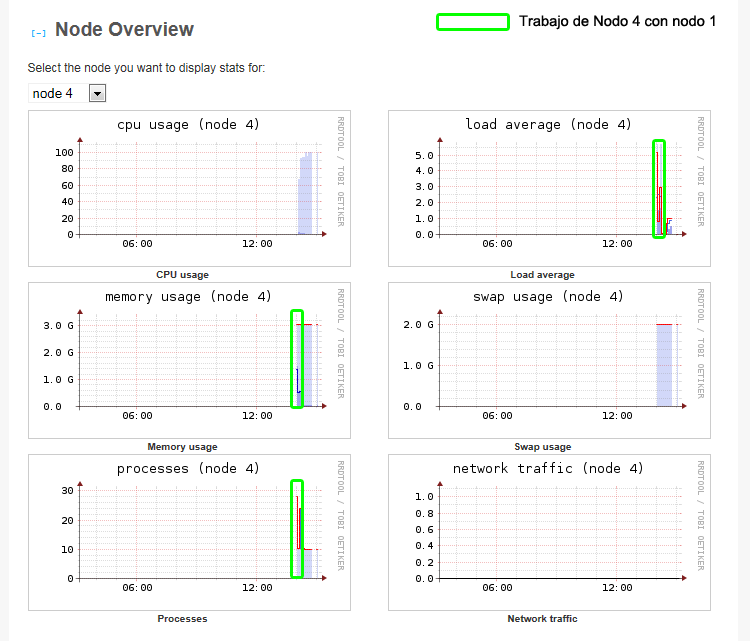 [-] Node Overview
Trabajo de Nodo 4 con nodo 1
Select the node you want to display stats for:
node 4
cpu usage (node 4)
RRDTOOL / TOBI OETIKER
100
80
60
40
20
0
06:00 12:00
CPU usage
load average (node 4)
RRDTOOL / TOBI OETIKER
5.0
4.0
3.0
2.0
1.0
0.0
06:00 12:00
Load average
memory usage (node 4)
RRDTOOL / TOBI OETIKER
3.0 G
2.0 G
1.0 G
0.0
06:00 12:00
Memory usage
swap usage (node 4)
RRDTOOL / TOBI OETIKER
2.0 G
1.0 G
0.0
06:00 12:00
Swap usage
processes (node 4)
RRDTOOL / TOBI OETIKER
30
20
10
0
06:00 12:00
Processes
network traffic (node 4)
RRDTOOL / TOBI OETIKER
1.0
0.8
0.6
0.4
0.2
0.0
06:00 12:00
Network traffic